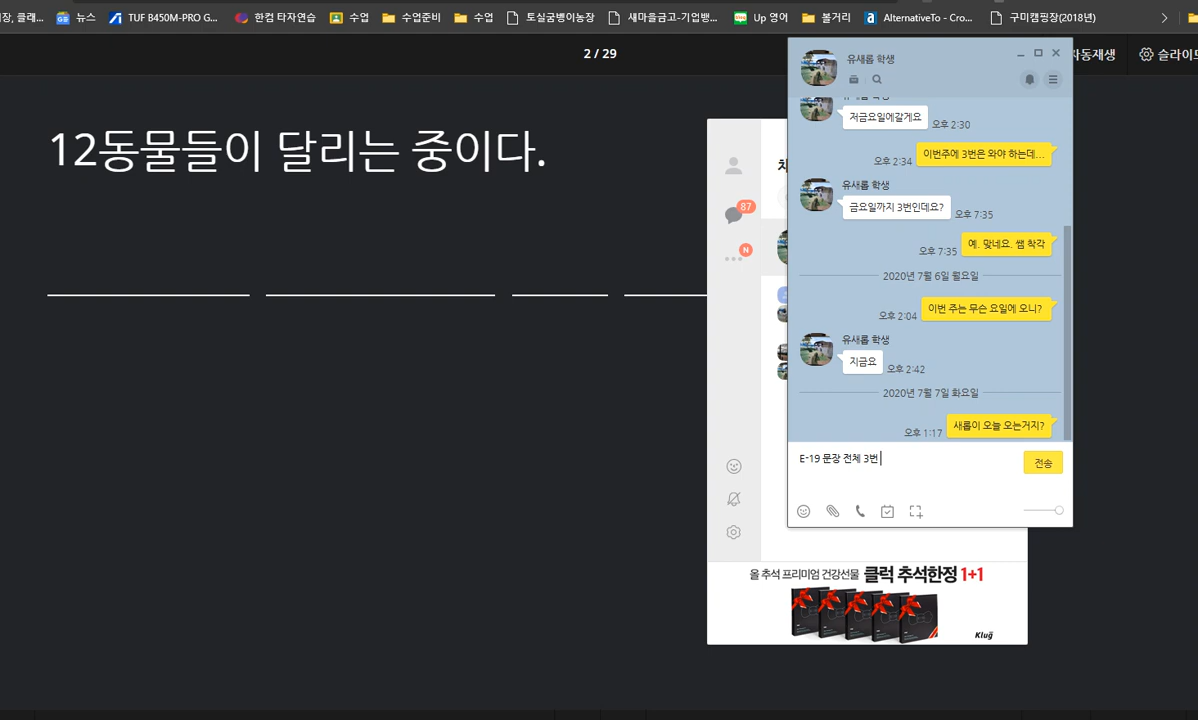 장, 클래... 뉴스 TUF B450M-PRO G... 한컴 타자연습 수업 수업준비 수업 토실굼뱅이농장 새마을금고-기업뱅... Up 영어 볼거리 AlternativeTo - Cro... 구미캠핑장(2018년)
2 / 29
자동재생 슬라이드
12동물들이 달리는 중이다.
87
N
유새롬 학생
저금요일에갈게요 오후 2:30
오후 2:34 이번주에 3번은 와야 하는데...
유새롬 학생
금요일까지 3번인데요? 오후 7:35
오후 7:35 예. 맞네요. 쌤 착각
2020년 7월 6일 월요일
오후 2:04 이번 주는 무슨 요일에 오니?
유새롬 학생
지금요 오후 2:42
2020년 7월 7일 화요일
오후 1:17 새롬이 오늘 오는거지?
E-19 문장 전체 3번
전송
올 추석 프리미엄 건강선물 클럭 추석한정 1+1
Klug